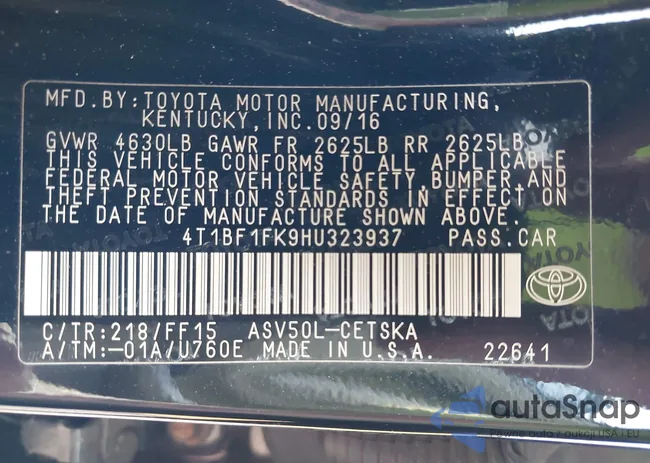 MFD.BY:TOYOTA MOTOR MANUFACTURING,
KENTUCKY,INC.09/16
GVWR 4630LB GAWR FR 2625LB RR 2625LB
THIS VEHICLE CONFORMS TO ALL APPLICABLE
FEDERAL MOTOR VEHICLE SAFETY,BUMPER,AND
THEFT PREVENTION STANDARDS IN EFFECT ON
THE DATE OF MANUFACTURE SHOWN ABOVE.
4T1BF1FK9HU323937 PASS.CAR
C/TR:218/FF15 ASV50L-CETSKA
A/TM:-01A/U760E MADE IN U.S.A. 22641
autaSnap